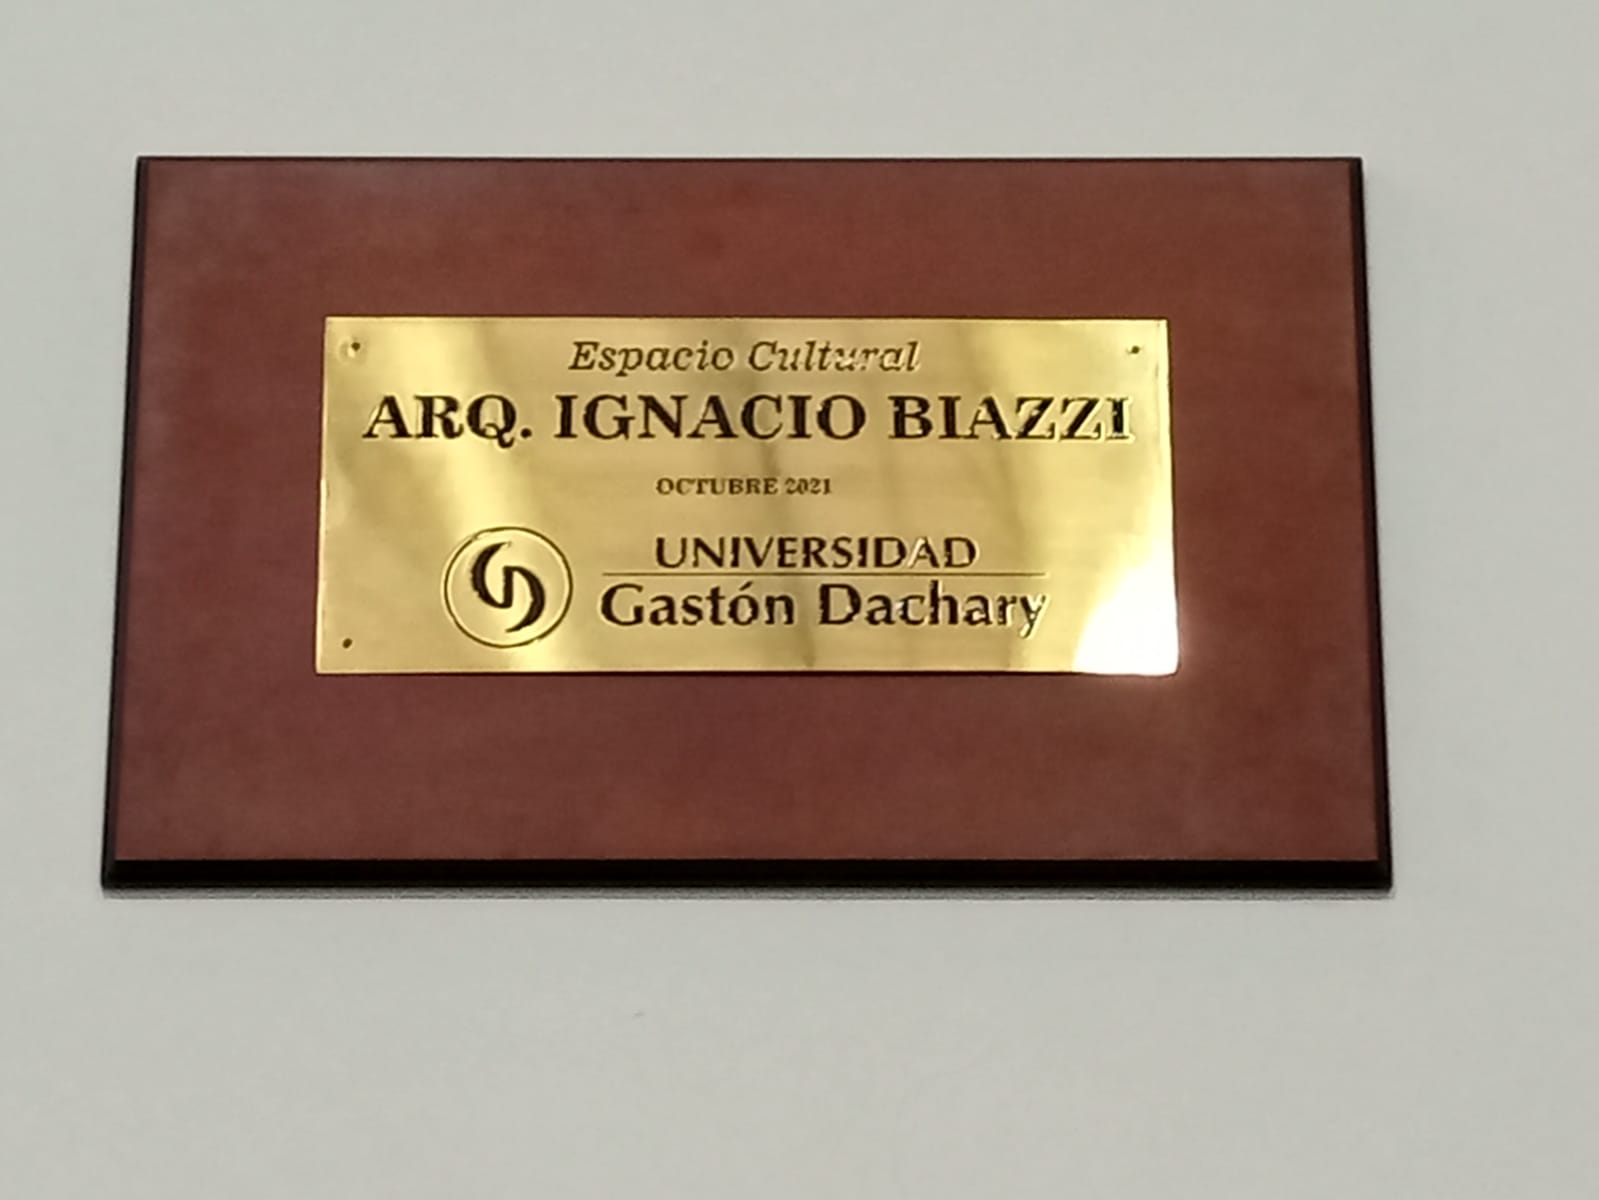 Espacio Cultural
ARQ. IGNACIO BIAZZI
OCTUBRE 2021
UNIVERSIDAD
Gastón Dachary